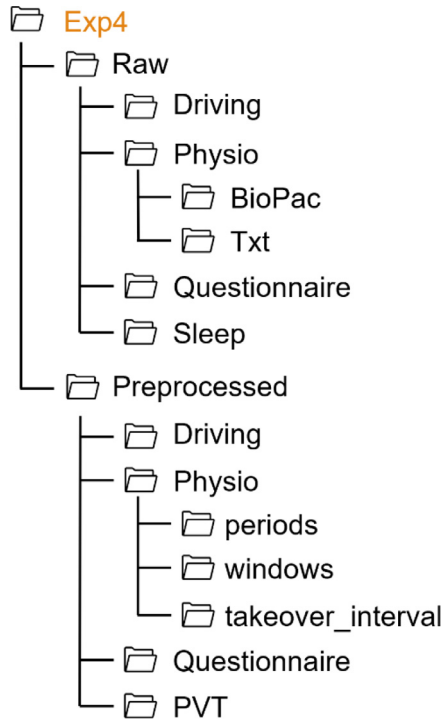 Exp4
Raw
Driving
Physio
BioPac
Txt
Questionnaire
Sleep
Preprocessed
Driving
Physio
periods
windows
takeover_interval
Questionnaire
PVT